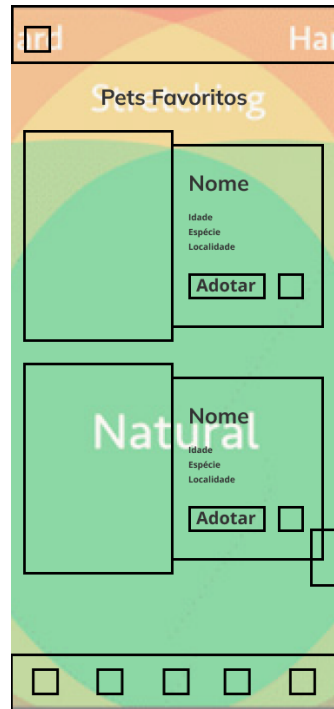 ard
Har
Stretching
Pets Favoritos
Nome
Idade
Espécie
Localidade
Adotar
Natural
Nome
Idade
Espécie
Localidade
Adotar